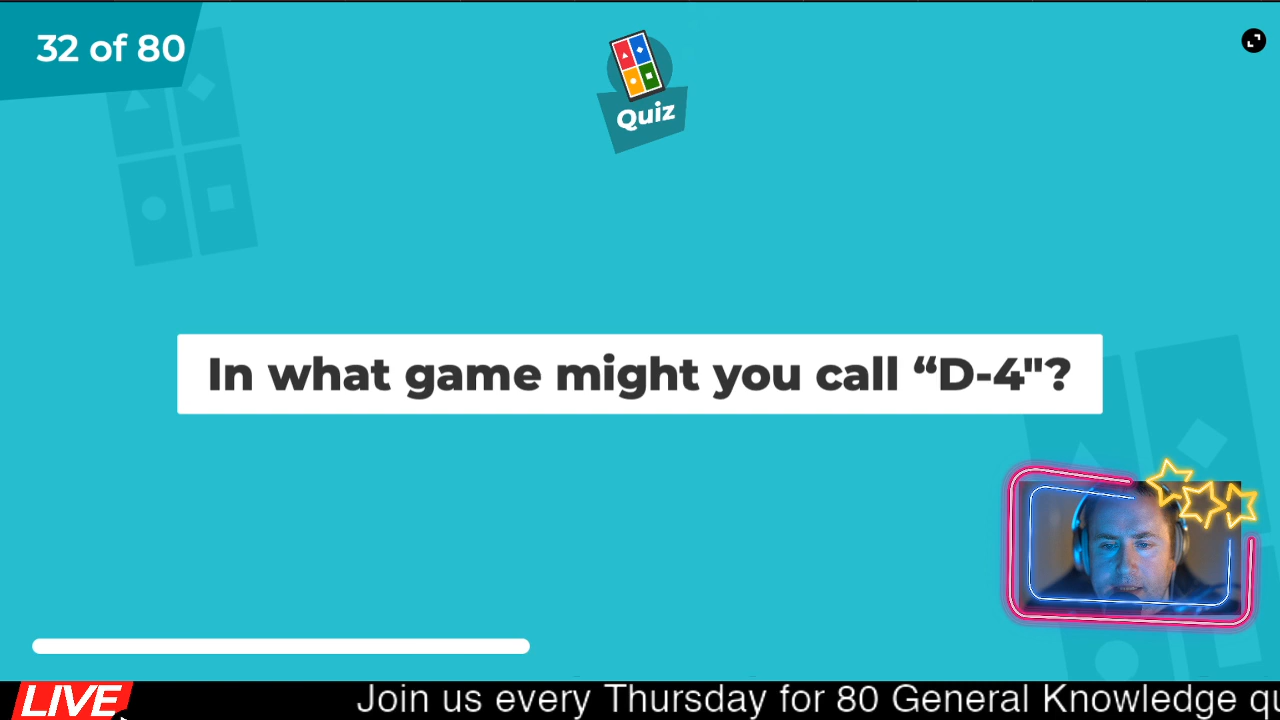 32 of 80
Quiz
In what game might you call “D-4"?
LIVE
Join us every Thursday for 80 General Knowledge qu